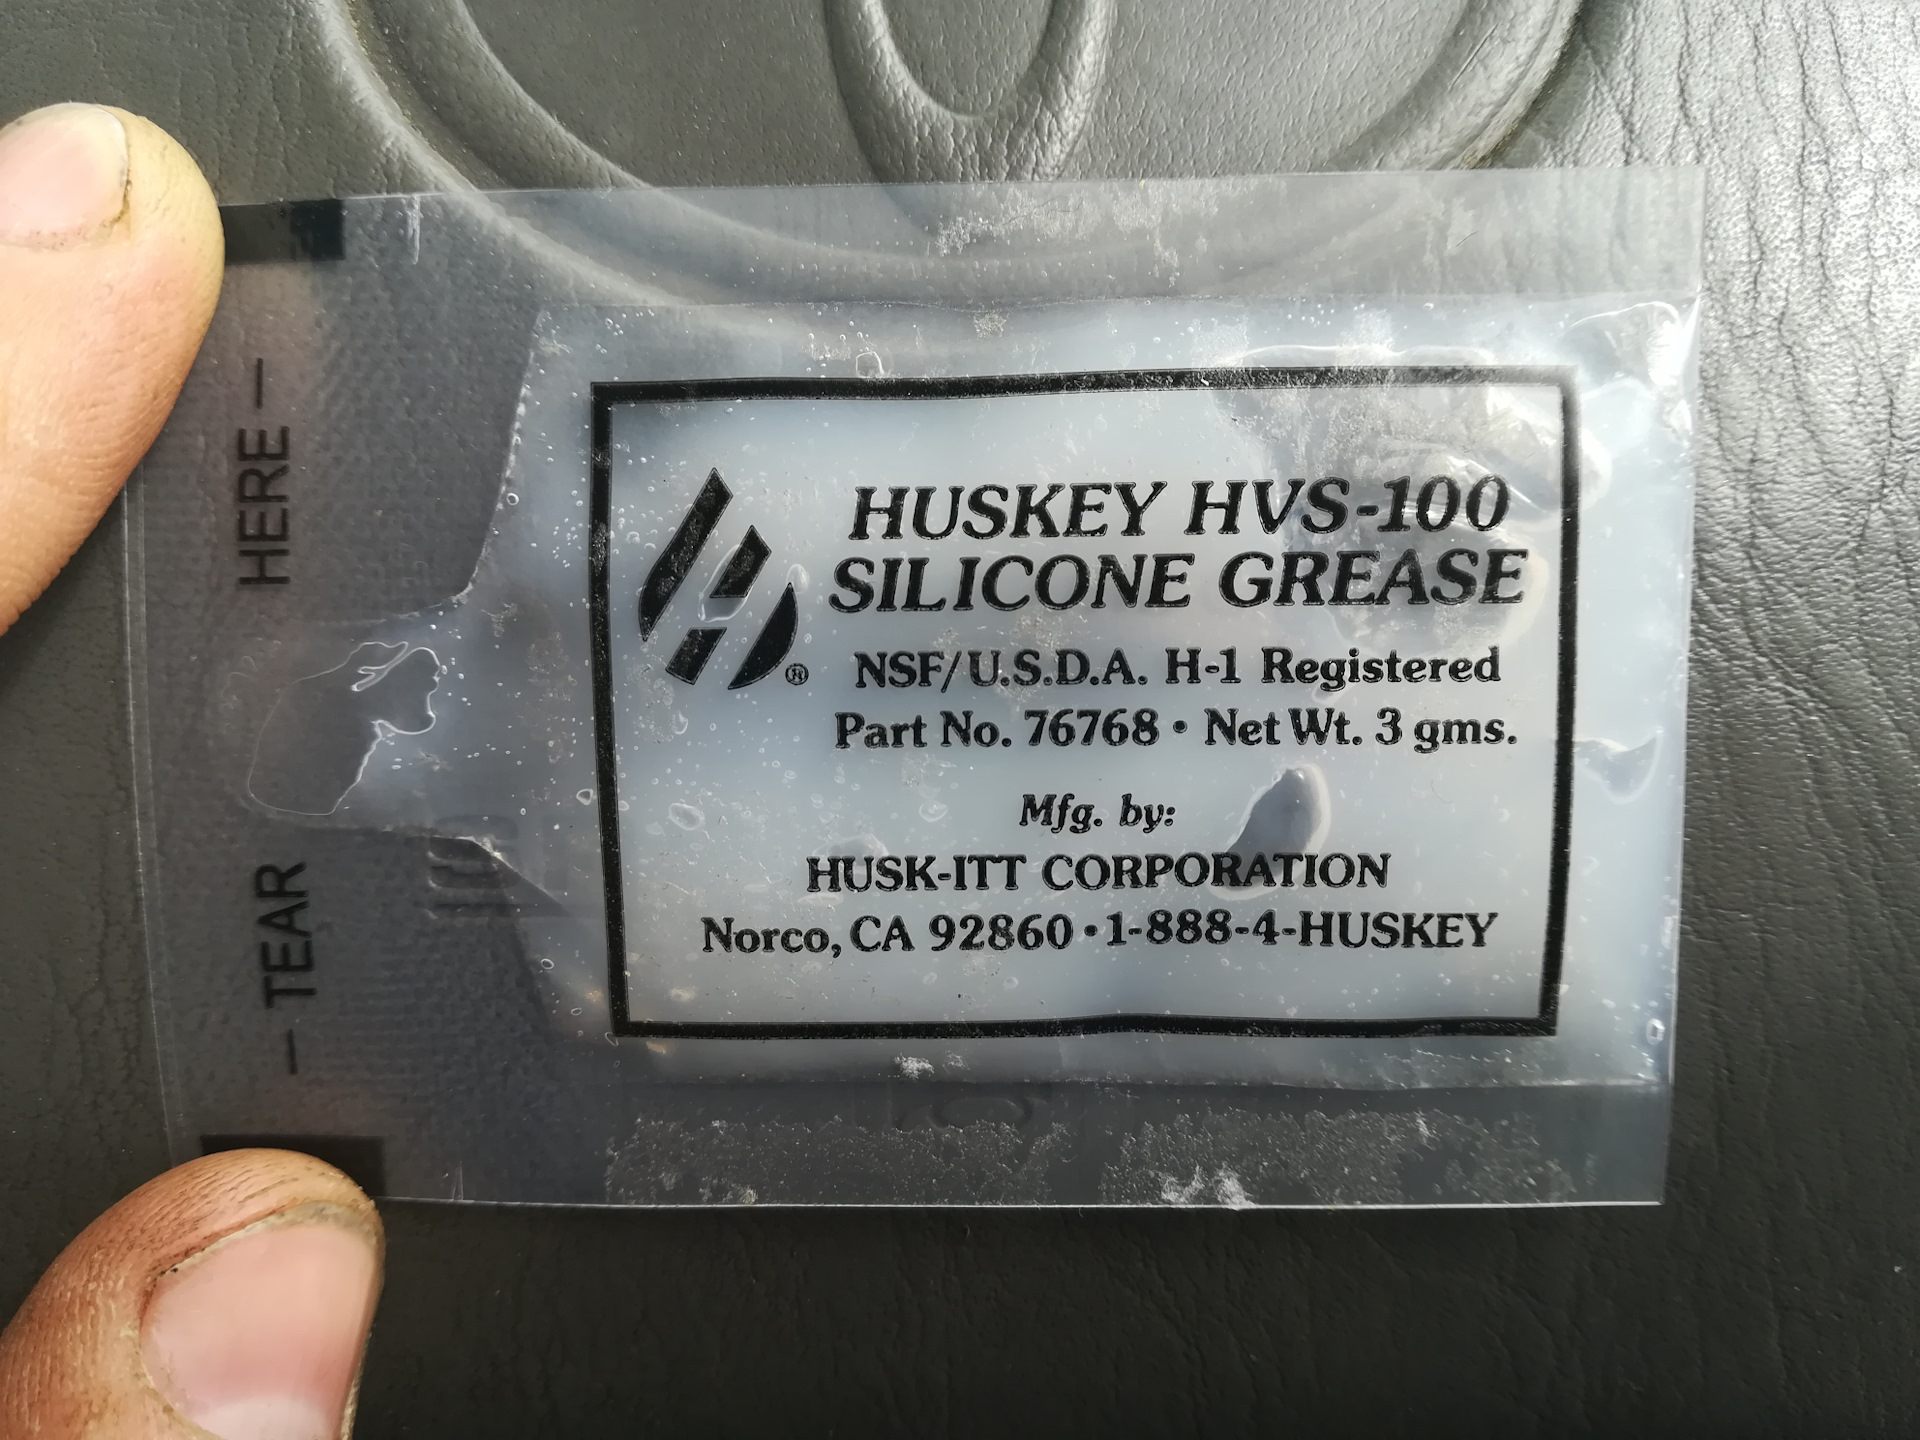 HUSKEY HVS-100
SILICONE GREASE
NSF/U.S.D.A. H-1 Registered
Part No. 76768 • Net Wt. 3 gms.
Mfg. by:
HUSK-ITT CORPORATION
Norco, CA 92860 • 1-888-4-HUSKEY
— TEAR HERE —
®